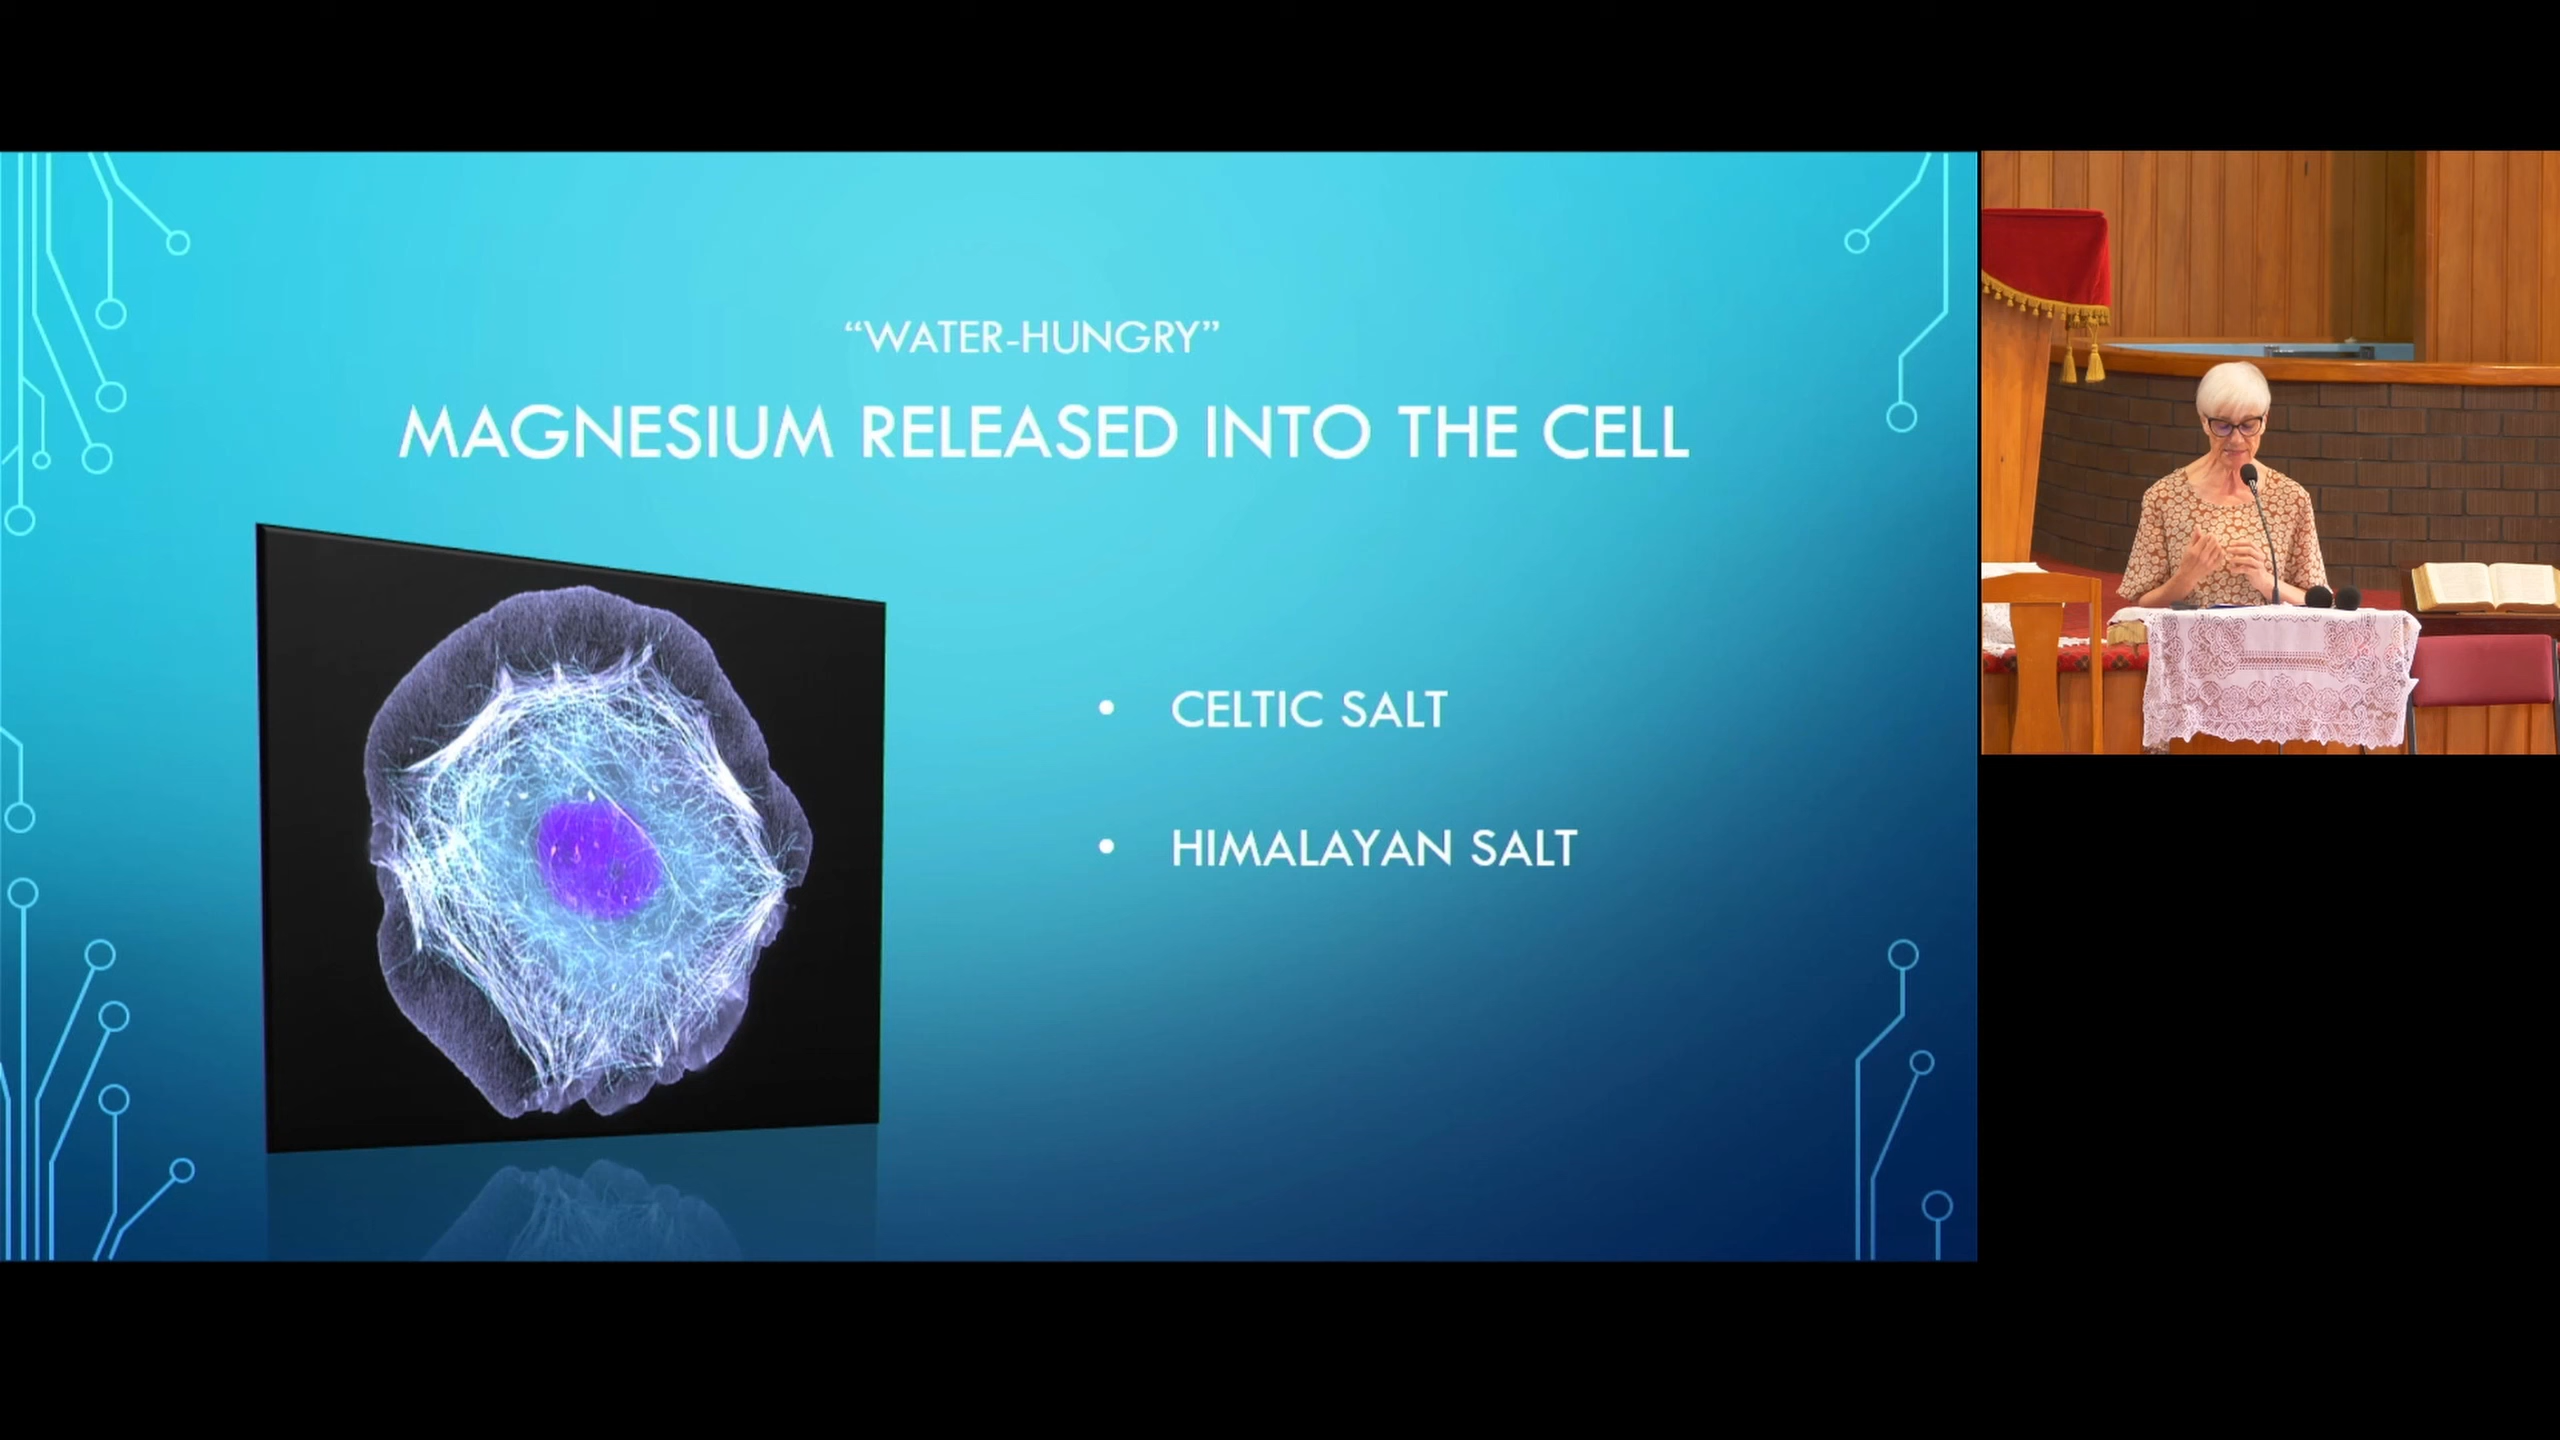 “WATER-HUNGRY”
MAGNESIUM RELEASED INTO THE CELL
• CELTIC SALT
• HIMALAYAN SALT